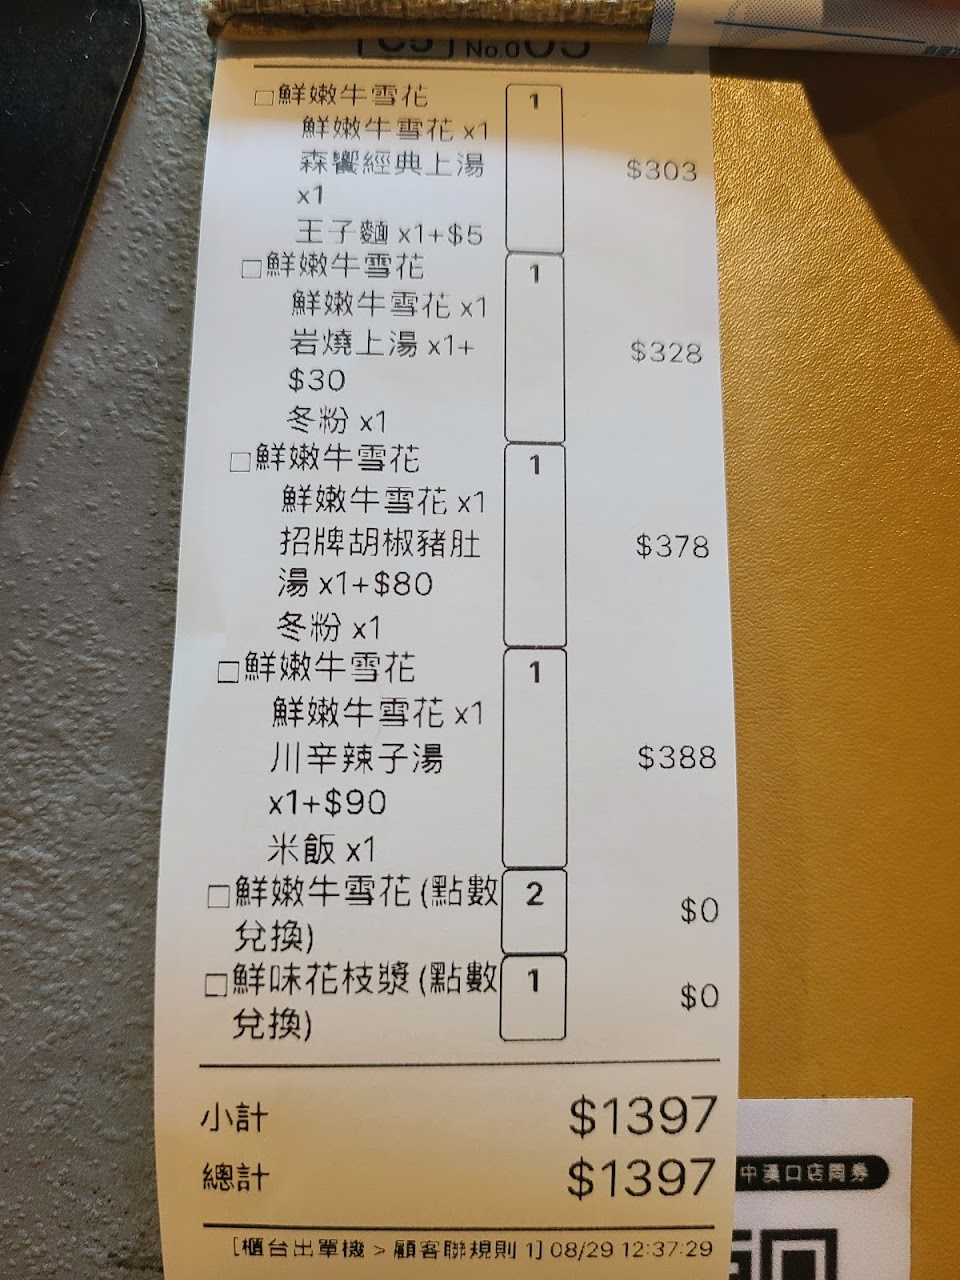 No.005
□鮮嫩牛雪花 1
鮮嫩牛雪花 x1
森饗經典上湯 $303
x1
王子麵 x1+$5
□鮮嫩牛雪花 1
鮮嫩牛雪花 x1
岩燒上湯 x1+ $328
$30
冬粉 x1
□鮮嫩牛雪花 1
鮮嫩牛雪花 x1
招牌胡椒豬肚 $378
湯 x1+$80
冬粉 x1
□鮮嫩牛雪花 1
鮮嫩牛雪花 x1
川辛辣子湯 $388
x1+$90
米飯 x1
□鮮嫩牛雪花 (點數 2 $0
兌換)
□鮮味花枝漿 (點數 1 $0
兌換)
小計 $1397
總計 $1397
[櫃台出單機 > 顧客聯規則 1] 08/29 12:37:29
中漢口店問券